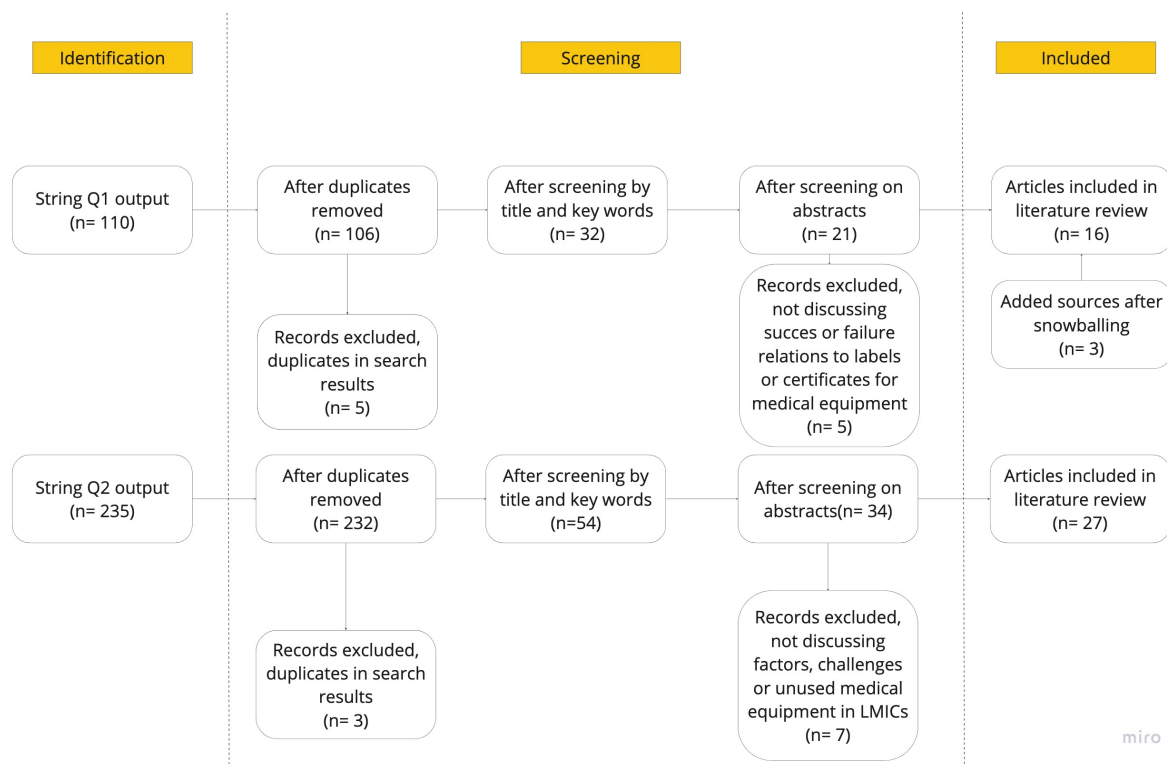 Identification
Screening
Included
String Q1 output
(n= 110)
After duplicates
removed
(n= 106)
After screening by
title and key words
(n= 32)
After screening on
abstracts
(n= 21)
Articles included in
literature review
(n= 16)
Records excluded,
duplicates in search
results
(n= 5)
Records excluded,
not discussing
succes or failure
relations to labels
or certificates for
medical equipment
(n= 5)
Added sources after
snowballing
(n= 3)
String Q2 output
(n= 235)
After duplicates
removed
(n= 232)
After screening by
title and key words
(n=54)
After screening on
abstracts(n= 34)
Articles included in
literature review
(n= 27)
Records excluded,
duplicates in search
results
(n= 3)
Records excluded,
not discussing
factors, challenges
or unused medical
equipment in LMICs
(n= 7)
miro